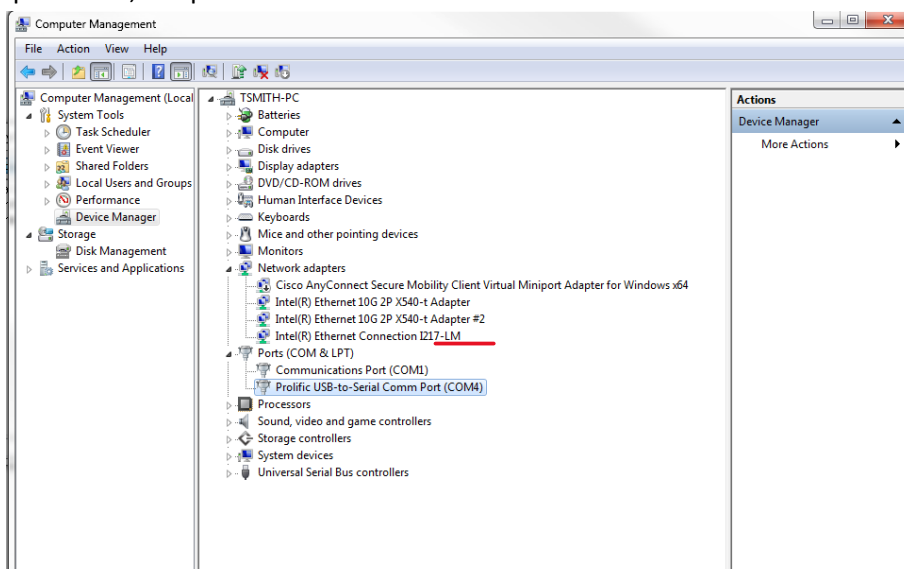 Computer Management
File Action View Help
Computer Management (Local
System Tools
Task Scheduler
Event Viewer
Shared Folders
Local Users and Groups
Performance
Device Manager
Storage
Disk Management
Services and Applications
TSMITH-PC
Batteries
Computer
Disk drives
Display adapters
DVD/CD-ROM drives
Human Interface Devices
Keyboards
Mice and other pointing devices
Monitors
Network adapters
Cisco AnyConnect Secure Mobility Client Virtual Miniport Adapter for Windows x64
Intel(R) Ethernet 10G 2P X540-t Adapter
Intel(R) Ethernet 10G 2P X540-t Adapter #2
Intel(R) Ethernet Connection I217-LM
Ports (COM & LPT)
Communications Port (COM1)
Prolific USB-to-Serial Comm Port (COM4)
Processors
Sound, video and game controllers
Storage controllers
System devices
Universal Serial Bus controllers
Actions
Device Manager
More Actions